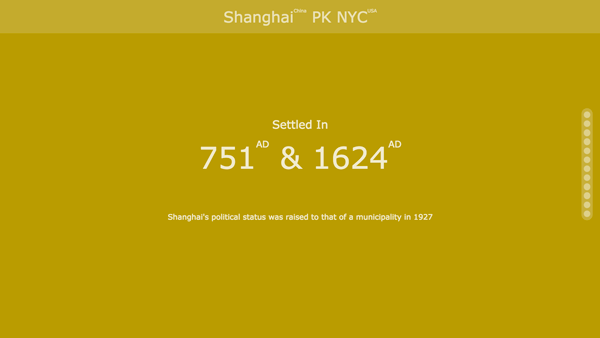 Shanghai China PK NYC USA
Settled In
751 AD & 1624 AD
Shanghai's political status was raised to that of a municipality in 1927